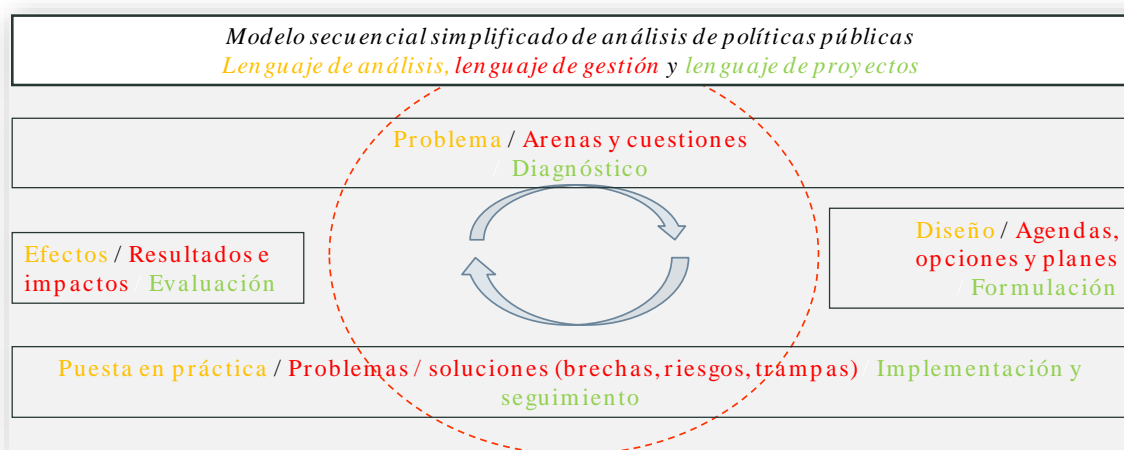 Modelo secuencial simplificado de análisis de políticas públicas
Lenguaje de análisis, lenguaje de gestión y lenguaje de proyectos
Problema / Arenas y cuestiones
/ Diagnóstico
Efectos / Resultados e
impactos / Evaluación
Diseño / Agendas,
opciones y planes
/ Formulación
Puesta en práctica / Problemas / soluciones (brechas, riesgos, trampas) / Implementación y
seguimiento